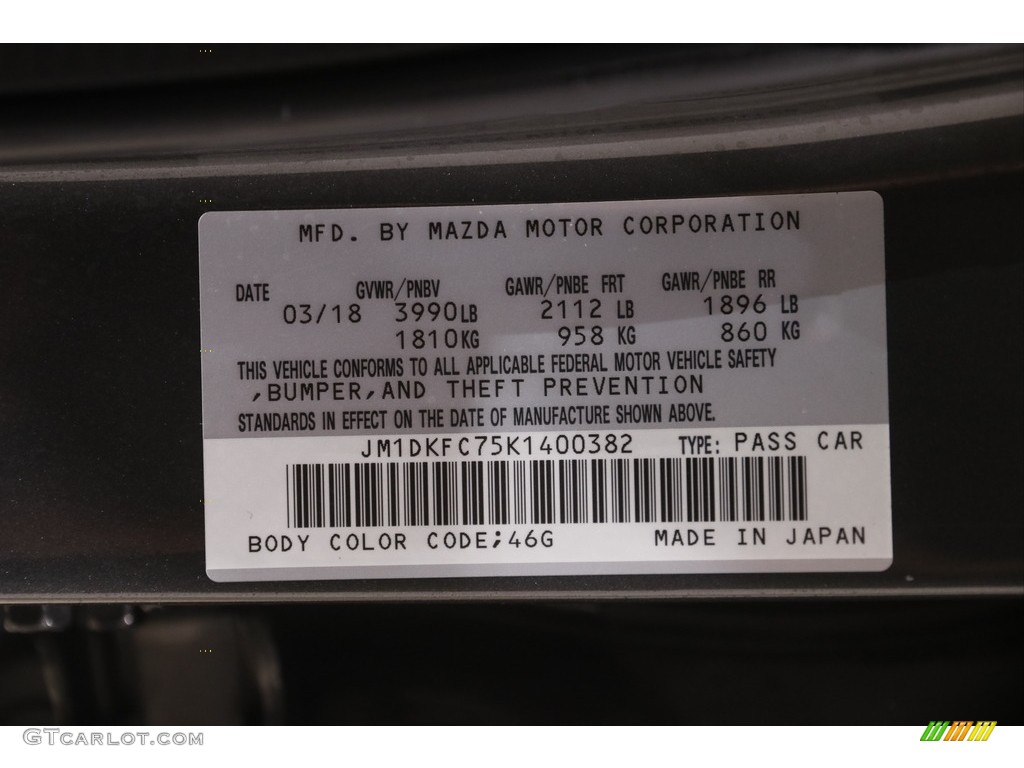 MFD. BY MAZDA MOTOR CORPORATION
DATE GVWR/PNBV GAWR/PNBE FRT GAWR/PNBE RR
03/18 3990LB 2112 LB 1896 LB
1810KG 958 KG 860 KG
THIS VEHICLE CONFORMS TO ALL APPLICABLE FEDERAL MOTOR VEHICLE SAFETY
,BUMPER,AND THEFT PREVENTION
STANDARDS IN EFFECT ON THE DATE OF MANUFACTURE SHOWN ABOVE.
JM1DKFC75K1400382 TYPE: PASS CAR
BODY COLOR CODE;46G MADE IN JAPAN
GTCarlot.com